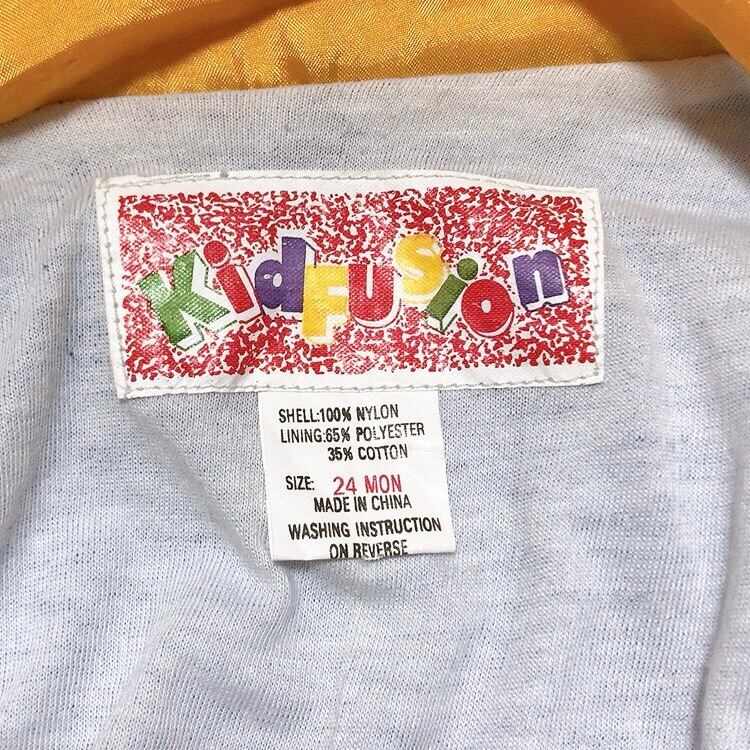 KidFusion
SHELL:100% NYLON
LINING:65% POLYESTER
35% COTTON
SIZE: 24 MON
MADE IN CHINA
WASHING INSTRUCTION
ON REVERSE